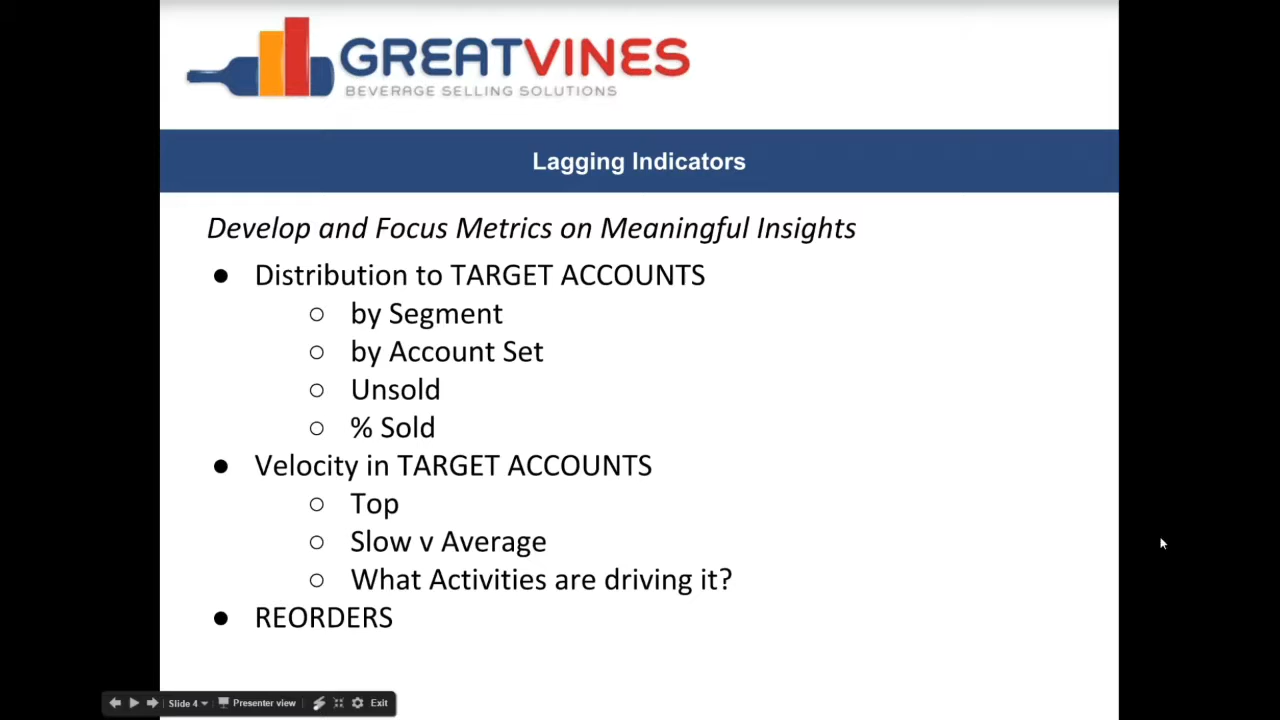 GREATVINES
BEVERAGE SELLING SOLUTIONS
Lagging Indicators
Develop and Focus Metrics on Meaningful Insights
● Distribution to TARGET ACCOUNTS
○ by Segment
○ by Account Set
○ Unsold
○ % Sold
● Velocity in TARGET ACCOUNTS
○ Top
○ Slow v Average
○ What Activities are driving it?
● REORDERS
Slide 4 Presenter view Exit